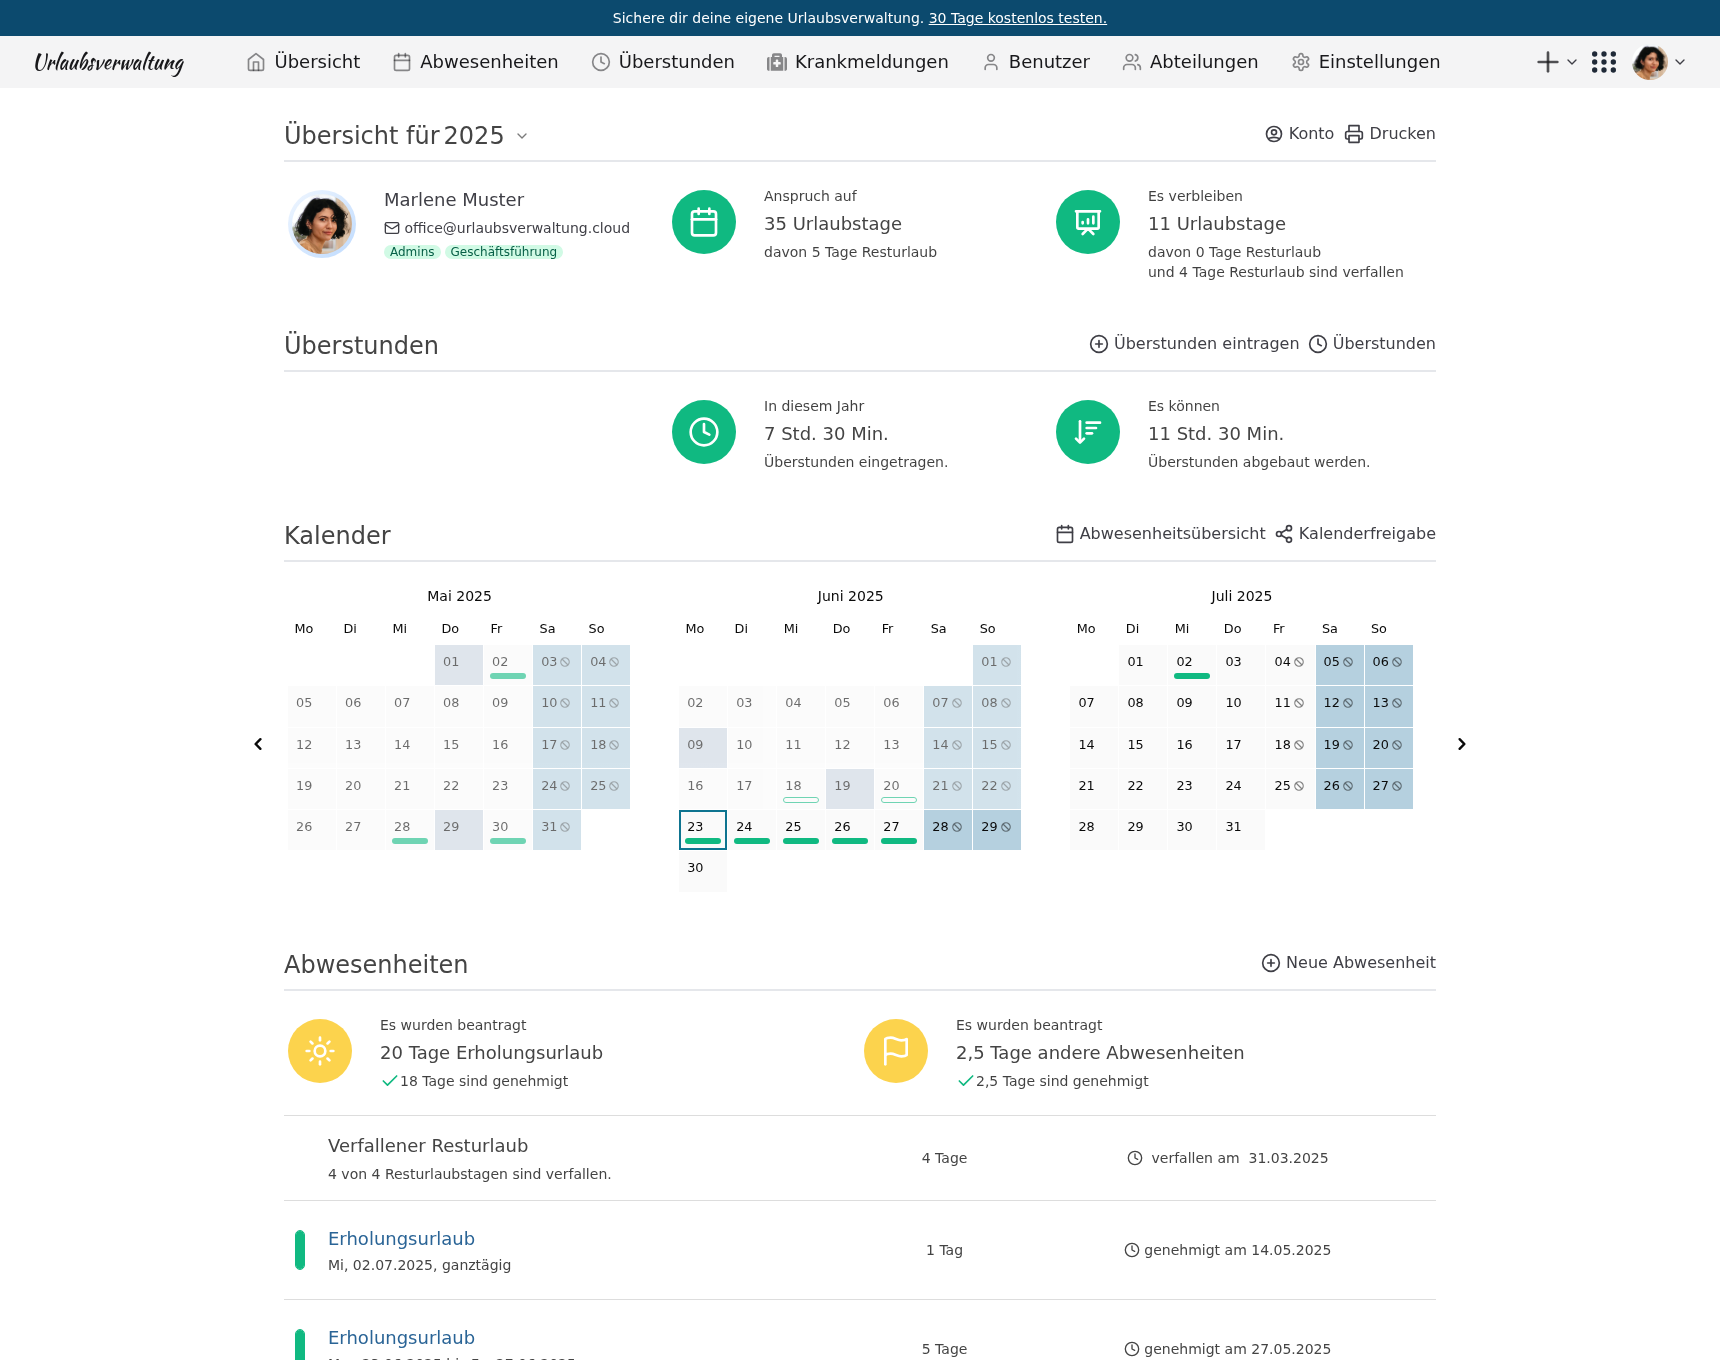 Sichere dir deine eigene Urlaubsverwaltung. 30 Tage kostenlos testen.
Urlaubsverwaltung Übersicht Abwesenheiten Überstunden Krankmeldungen Benutzer Abteilungen Einstellungen
Übersicht für 2025 Konto Drucken
Marlene Muster
office@urlaubsverwaltung.cloud
Admins Geschäftsführung
Anspruch auf
35 Urlaubstage
davon 5 Tage Resturlaub
Es verbleiben
11 Urlaubstage
davon 0 Tage Resturlaub
und 4 Tage Resturlaub sind verfallen
Überstunden Überstunden eintragen Überstunden
In diesem Jahr
7 Std. 30 Min.
Überstunden eingetragen.
Es können
11 Std. 30 Min.
Überstunden abgebaut werden.
Kalender Abwesenheitsübersicht Kalenderfreigabe
Mai 2025
Mo Di Mi Do Fr Sa So
01 02 03 04
05 06 07 08 09 10 11
12 13 14 15 16 17 18
19 20 21 22 23 24 25
26 27 28 29 30 31
Juni 2025
Mo Di Mi Do Fr Sa So
01
02 03 04 05 06 07 08
09 10 11 12 13 14 15
16 17 18 19 20 21 22
23 24 25 26 27 28 29
30
Juli 2025
Mo Di Mi Do Fr Sa So
01 02 03 04 05 06
07 08 09 10 11 12 13
14 15 16 17 18 19 20
21 22 23 24 25 26 27
28 29 30 31
Abwesenheiten Neue Abwesenheit
Es wurden beantragt
20 Tage Erholungsurlaub
18 Tage sind genehmigt
Es wurden beantragt
2,5 Tage andere Abwesenheiten
2,5 Tage sind genehmigt
Verfallener Resturlaub
4 von 4 Resturlaubstagen sind verfallen.
4 Tage
verfallen am 31.03.2025
Erholungsurlaub
Mi, 02.07.2025, ganztägig
1 Tag
genehmigt am 14.05.2025
Erholungsurlaub
5 Tage
genehmigt am 27.05.2025